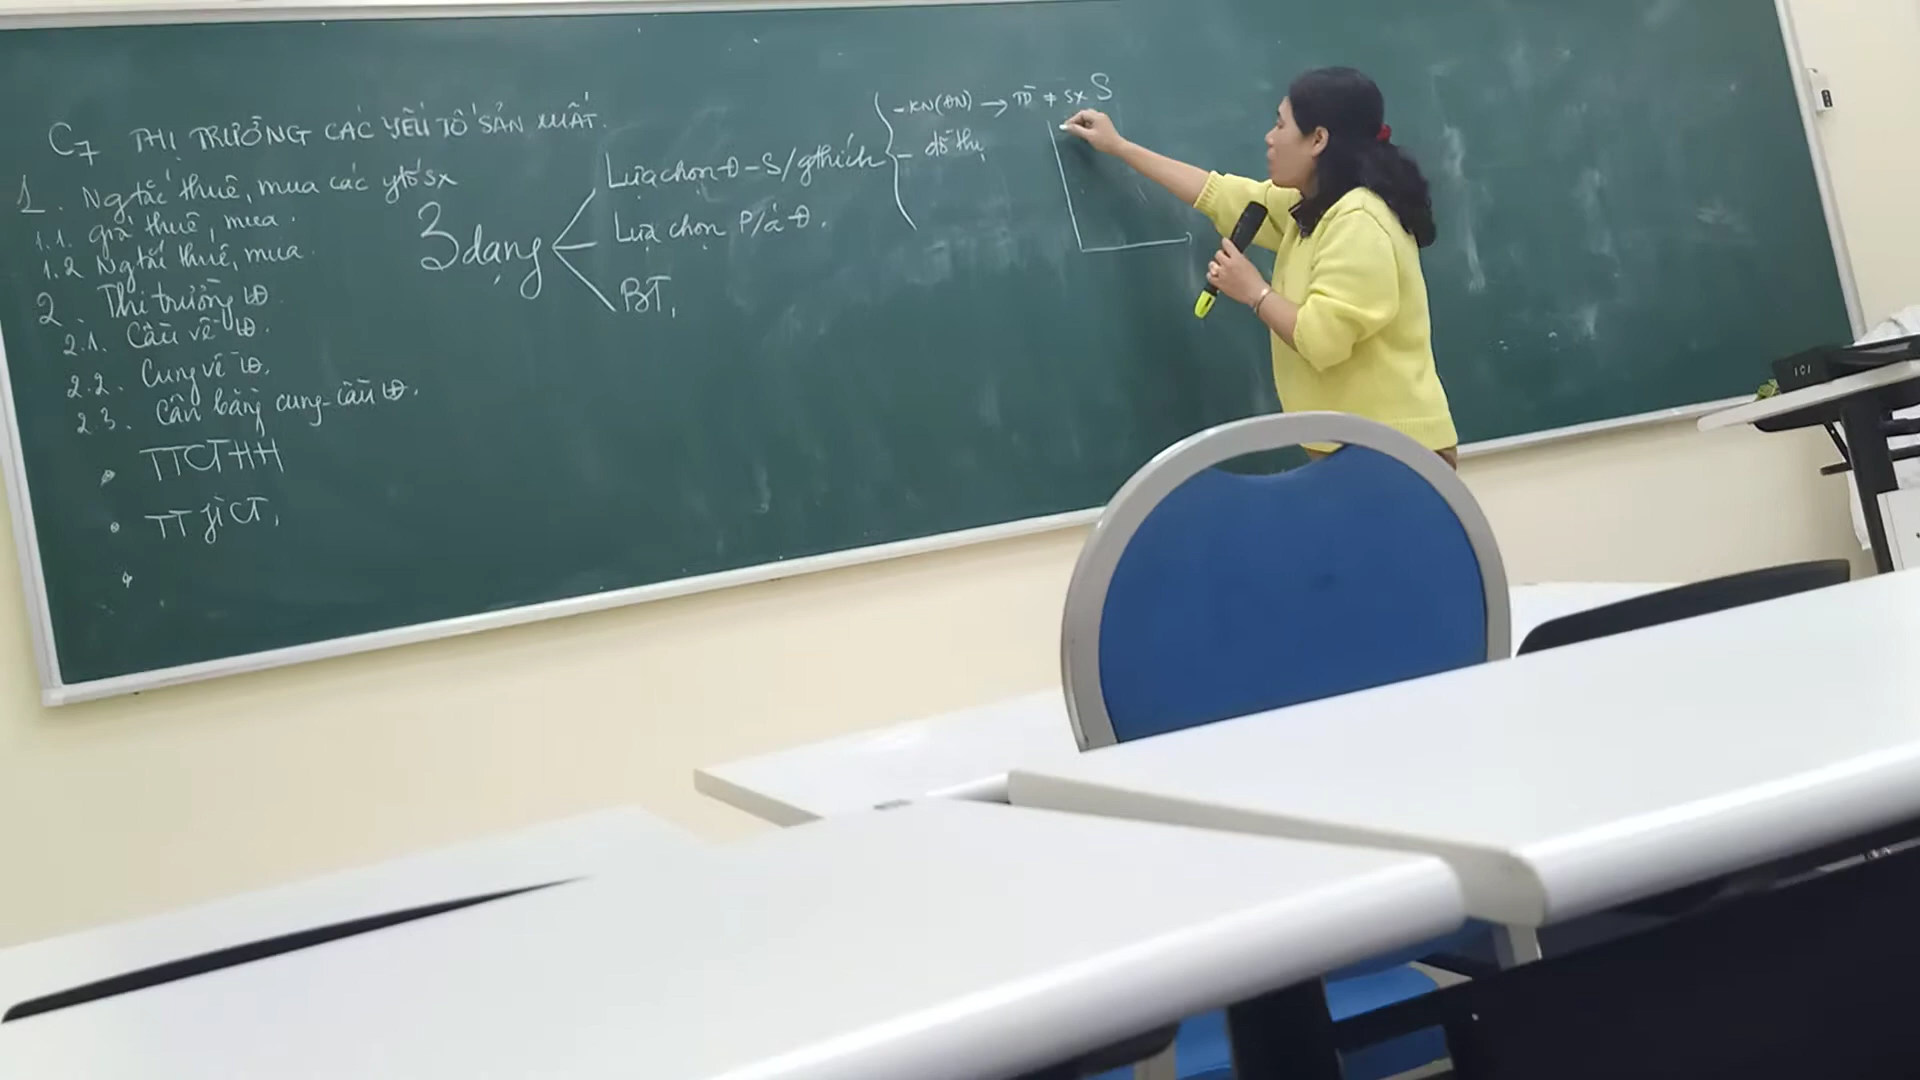 C7 THỊ TRƯỜNG CÁC YẾU TỐ SẢN XUẤT.
1. Ng tắc thuê, mua các ytố sx
1.1. giá thuê, mua.
1.2 Ng tắc thuê, mua.
2. Thị trường LĐ.
2.1. Cầu về LĐ.
2.2. Cung về LĐ.
2.3. Cân bằng cung-cầu LĐ.
• TTCTHH
• TT
3 dạng
Lựa chọn Đ-S/gthích
Lựa chọn P/á Đ.
BT,
-KN(ĐN) → SX S
- đồ thị